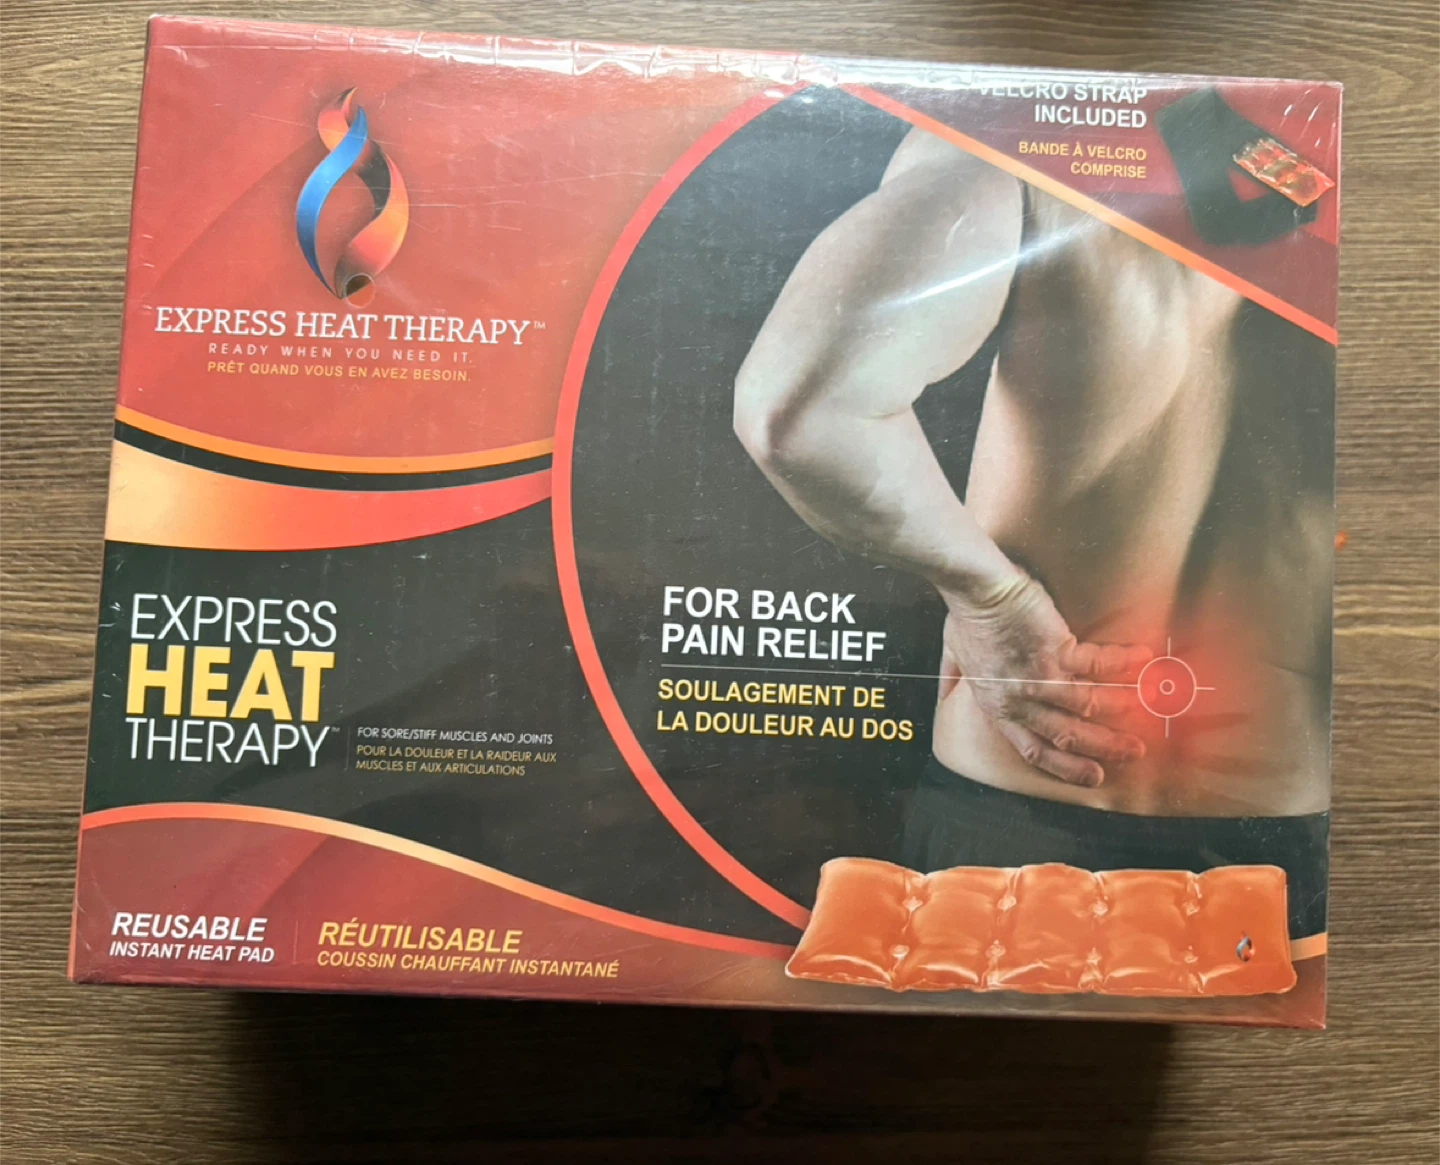 VELCRO STRAP
INCLUDED
BANDE À VELCRO
COMPRISE
EXPRESS HEAT THERAPY™
READY WHEN YOU NEED IT.
PRÊT QUAND VOUS EN AVEZ BESOIN.
EXPRESS
HEAT
THERAPY™
FOR SORE/STIFF MUSCLES AND JOINTS
POUR LA DOULEUR ET LA RAIDEUR AUX
MUSCLES ET AUX ARTICULATIONS
FOR BACK
PAIN RELIEF
SOULAGEMENT DE
LA DOULEUR AU DOS
REUSABLE
INSTANT HEAT PAD
RÉUTILISABLE
COUSSIN CHAUFFANT INSTANTANÉ